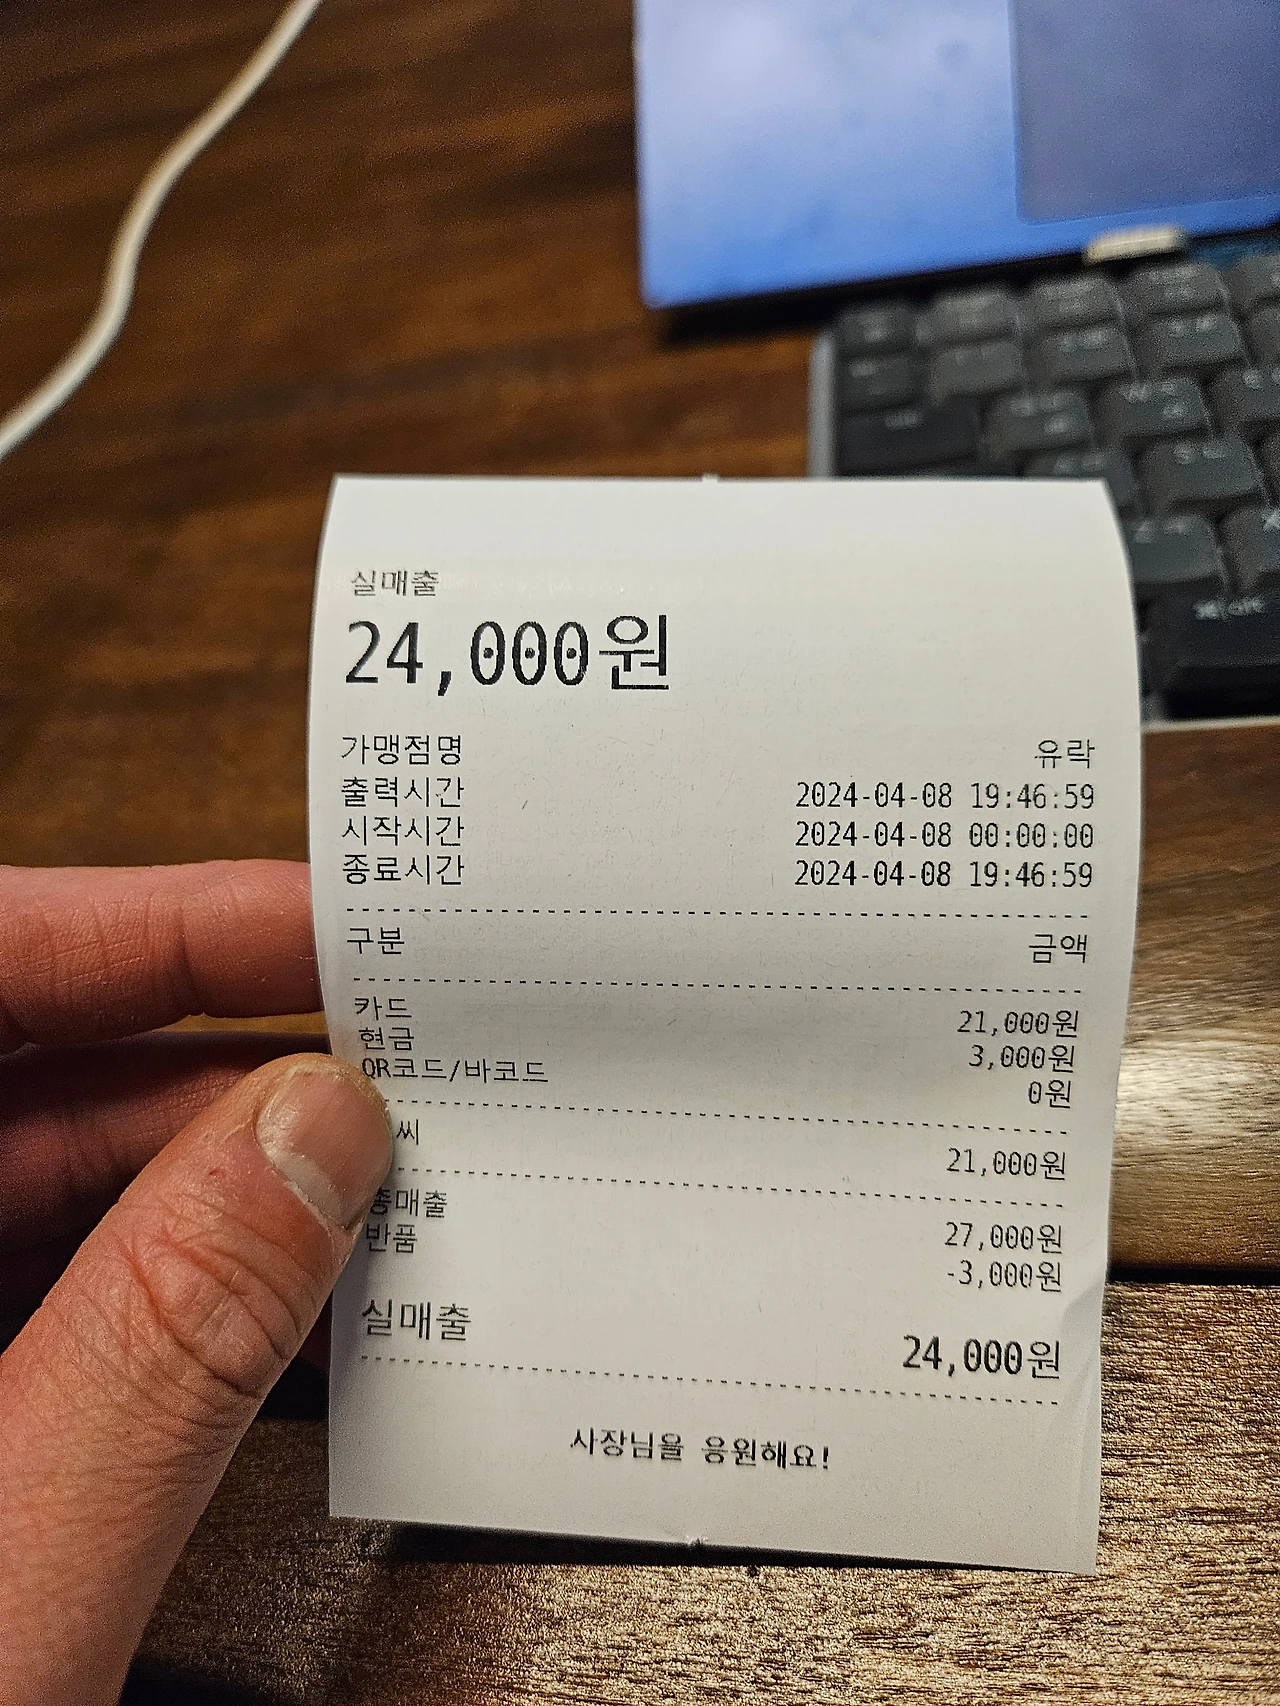 실매출
24,000원
가맹점명 유락
출력시간 2024-04-08 19:46:59
시작시간 2024-04-08 00:00:00
종료시간 2024-04-08 19:46:59
구분 금액
카드 21,000원
현금 3,000원
QR코드/바코드 0원
씨 21,000원
총매출 27,000원
반품 -3,000원
실매출 24,000원
사장님을 응원해요!